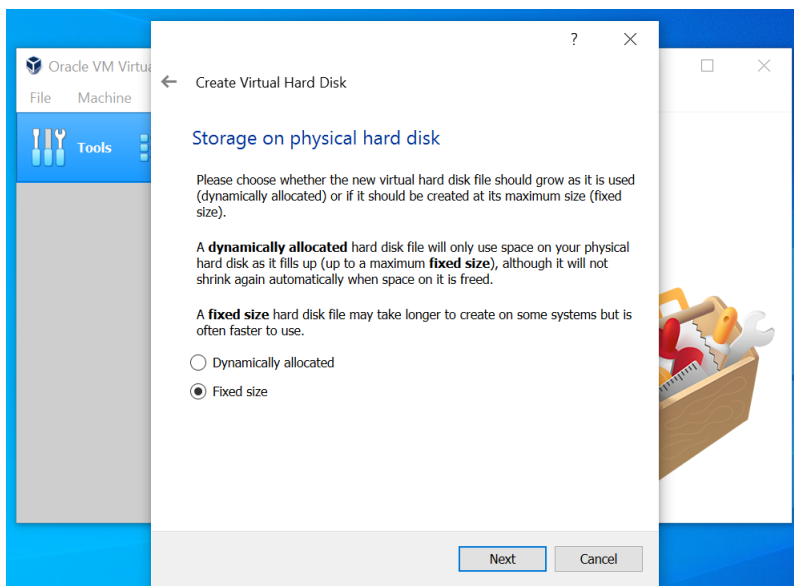 ?
Oracle VM Virtua
Create Virtual Hard Disk
File Machine
Storage on physical hard disk
Tools
Please choose whether the new virtual hard disk file should grow as it is used
(dynamically allocated) or if it should be created at its maximum size (fixed
size).
A dynamically allocated hard disk file will only use space on your physical
hard disk as it fills up (up to a maximum fixed size), although it will not
shrink again automatically when space on it is freed.
A fixed size hard disk file may take longer to create on some systems but is
often faster to use.
Dynamically allocated
Fixed size
Next Cancel